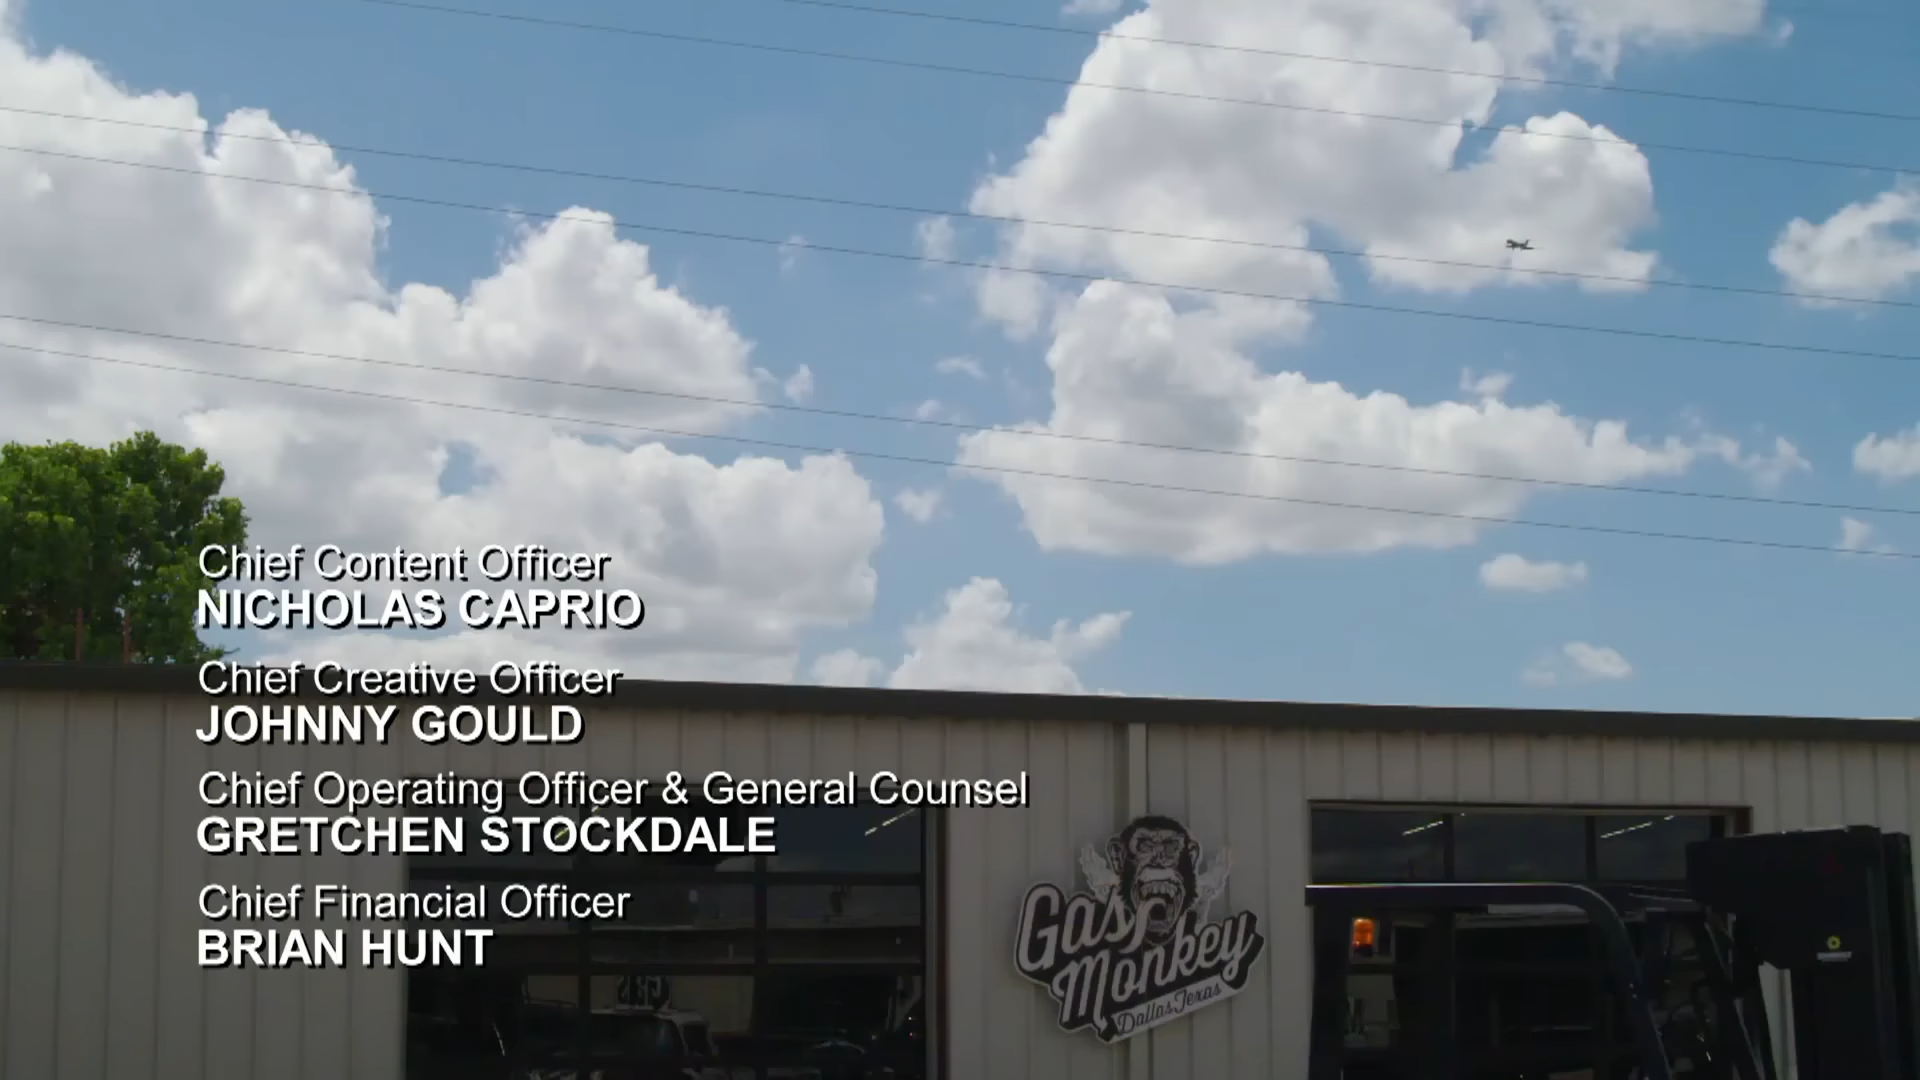 Chief Content Officer
NICHOLAS CAPRIO
Chief Creative Officer
JOHNNY GOULD
Chief Operating Officer & General Counsel
GRETCHEN STOCKDALE
Chief Financial Officer
BRIAN HUNT
Gas
Monkey
Dallas Texas